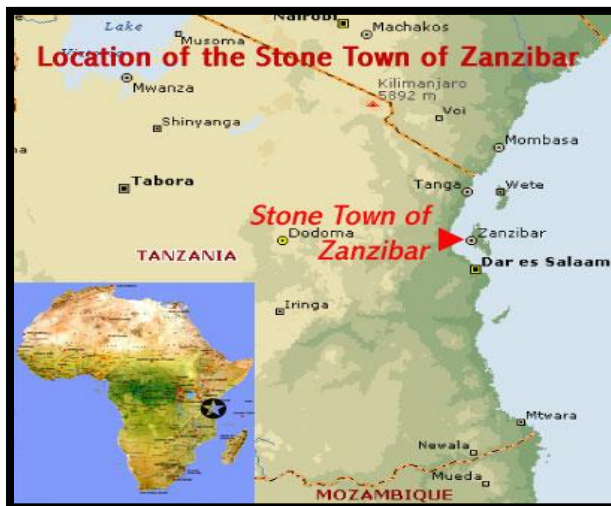 Lake
Nairobi
Machakos
Musoma
Location of the Stone Town of Zanzibar
Mwanza
Kilimanjaro
5892 m
Voi
Shinyanga
Mombasa
Tabora
Tanga
Wete
Stone Town of
Zanzibar
Dodoma
Zanzibar
TANZANIA
Dar es Salaam
Iringa
Mtwara
Newala
Mueda
MOZAMBIQUE